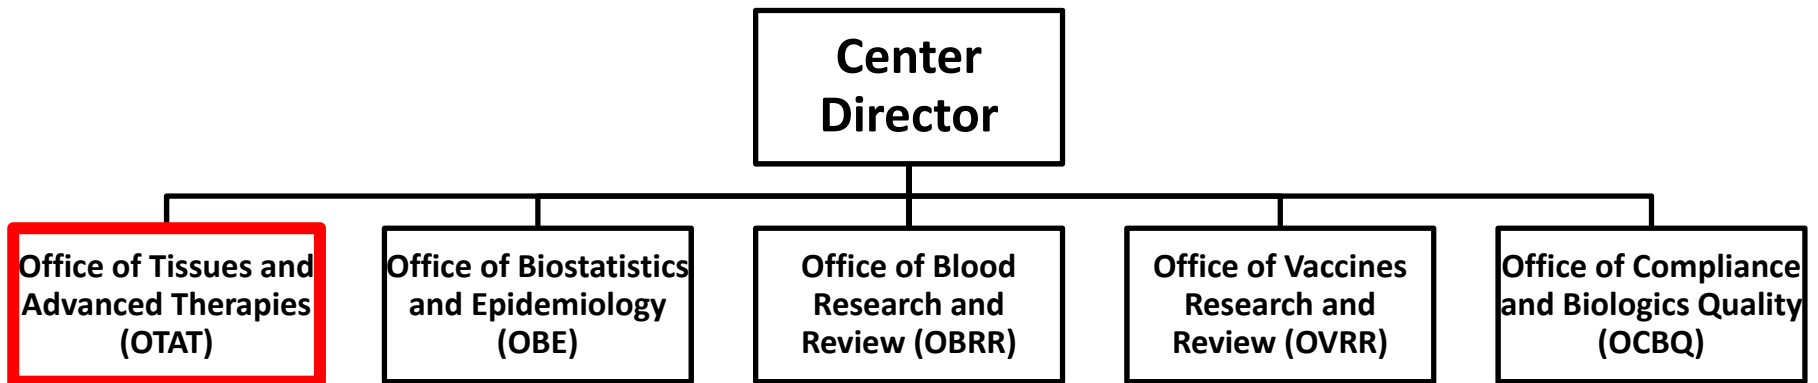 Center
Director
Office of Tissues and
Advanced Therapies
(OTAT)
Office of Biostatistics
and Epidemiology
(OBE)
Office of Blood
Research and
Review (OBRR)
Office of Vaccines
Research and
Review (OVRR)
Office of Compliance
and Biologics Quality
(OCBQ)